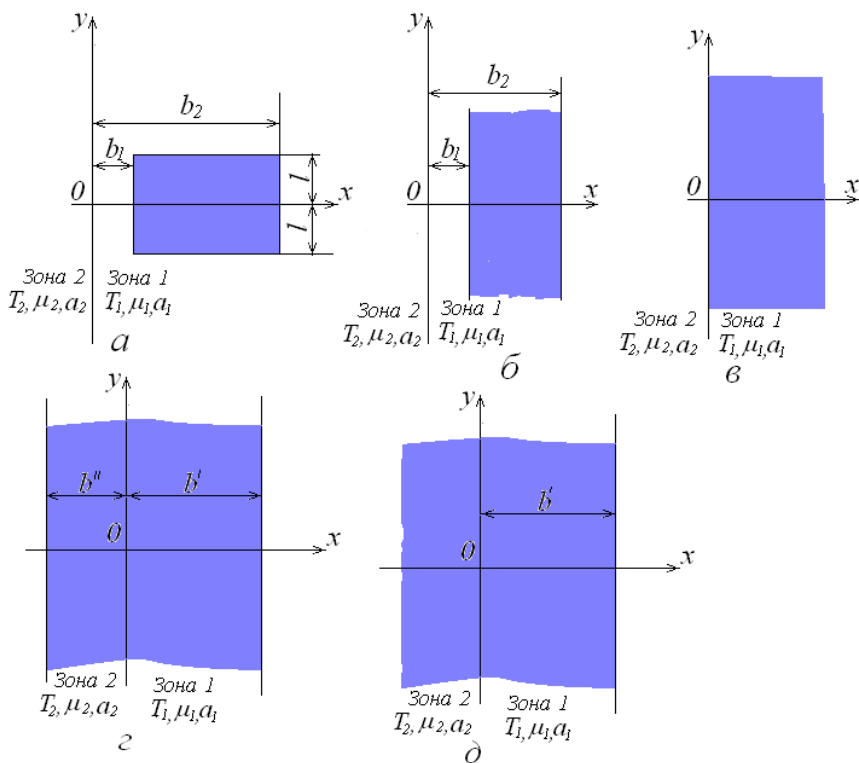 y
b₂
b₁
l
0
x
l
Зона 2
Зона 1
T₂, μ₂, a₂
T₁, μ₁, a₁
а
y
b₂
b₁
0
x
Зона 2
Зона 1
T₂, μ₂, a₂
T₁, μ₁, a₁
б
y
0
x
Зона 2
Зона 1
T₂, μ₂, a₂
T₁, μ₁, a₁
в
y
b"
b'
0
x
Зона 2
Зона 1
T₂, μ₂, a₂
T₁, μ₁, a₁
г
y
b'
0
x
Зона 2
Зона 1
T₂, μ₂, a₂
T₁, μ₁, a₁
д